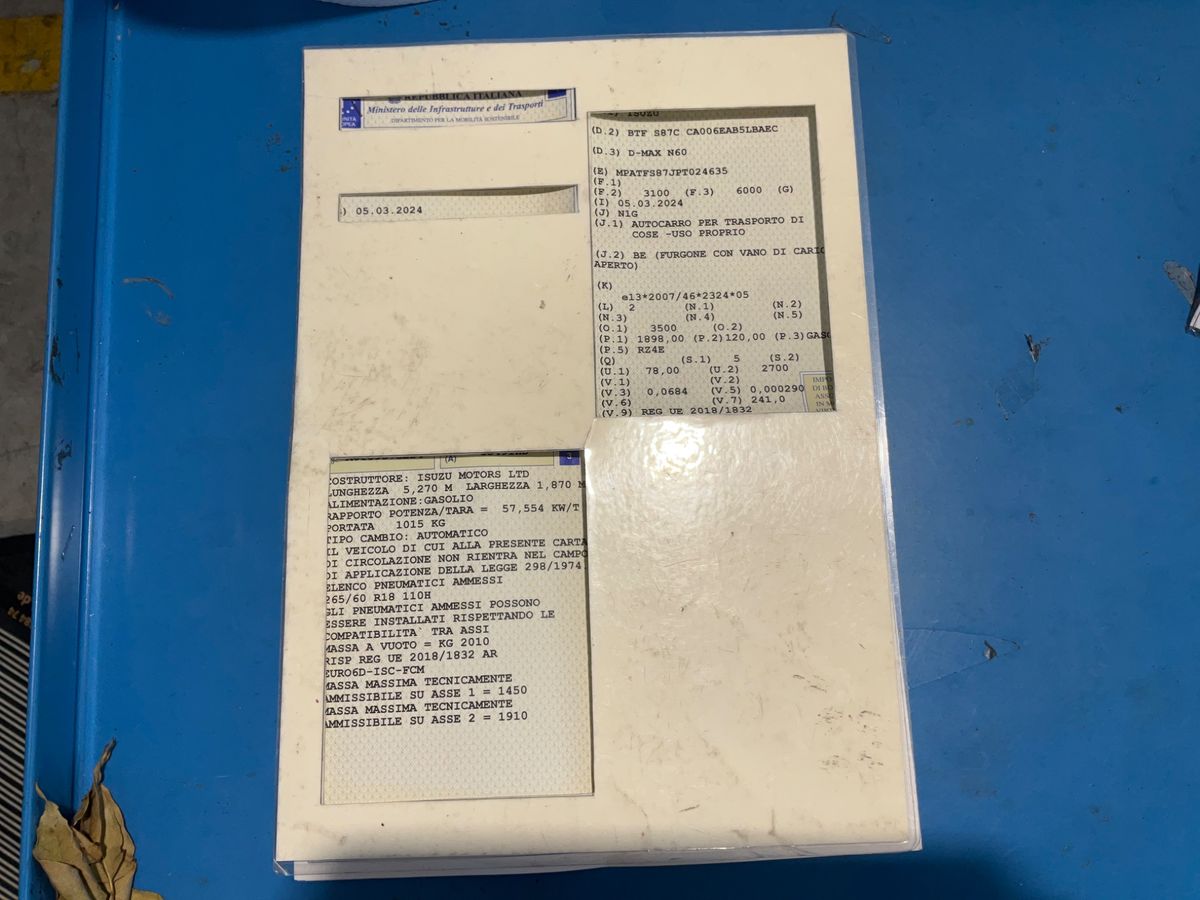 REPUBBLICA ITALIANA
Ministero delle Infrastrutture e dei Trasporti
DIPARTIMENTO PER LA MOBILITÀ SOSTENIBILE
) 05.03.2024
) ISUZU
(D.2) BTF S87C CA006EAB5LBAEC
(D.3) D-MAX N60
(E) MPATFS87JPT024635
(F.1)
(F.2) 3100 (F.3) 6000 (G)
(I) 05.03.2024
(J) N1G
(J.1) AUTOCARRO PER TRASPORTO DI
COSE -USO PROPRIO
(J.2) BE (FURGONE CON VANO DI CARIC
APERTO)
(K)
e13*2007/46*2324*05
(L) 2 (N.1) (N.2)
(N.3) (N.4) (N.5)
(O.1) 3500 (O.2)
(P.1) 1898,00 (P.2)120,00 (P.3)GASO
(P.5) RZ4E
(Q) (S.1) 5 (S.2)
(U.1) 78,00 (U.2) 2700
(V.1) (V.2)
(V.3) 0,0684 (V.5) 0,000290
(V.6) (V.7) 241,0
(V.9) REG UE 2018/1832
IMPO
DI BO
ASS
IN M
(A)
COSTRUTTORE: ISUZU MOTORS LTD
LUNGHEZZA 5,270 M LARGHEZZA 1,870 M
ALIMENTAZIONE:GASOLIO
RAPPORTO POTENZA/TARA = 57,554 KW/T
PORTATA 1015 KG
TIPO CAMBIO: AUTOMATICO
IL VEICOLO DI CUI ALLA PRESENTE CARTA
DI CIRCOLAZIONE NON RIENTRA NEL CAMPO
DI APPLICAZIONE DELLA LEGGE 298/1974.
ELENCO PNEUMATICI AMMESSI
265/60 R18 110H
GLI PNEUMATICI AMMESSI POSSONO
ESSERE INSTALLATI RISPETTANDO LE
COMPATIBILITA` TRA ASSI
MASSA A VUOTO = KG 2010
RISP REG UE 2018/1832 AR
EURO6D-ISC-FCM
MASSA MASSIMA TECNICAMENTE
AMMISSIBILE SU ASSE 1 = 1450
MASSA MASSIMA TECNICAMENTE
AMMISSIBILE SU ASSE 2 = 1910